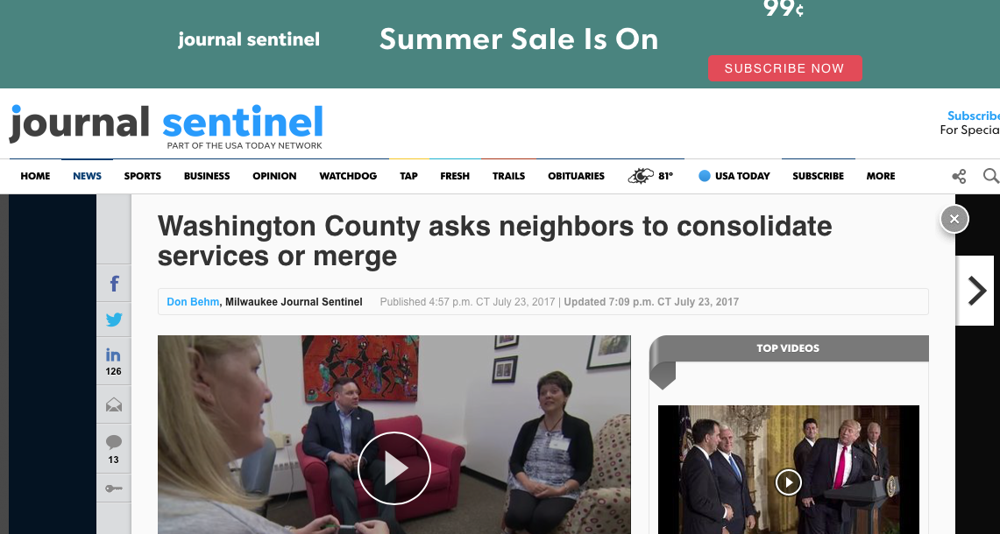 99¢
journal sentinel
Summer Sale Is On
SUBSCRIBE NOW
journal sentinel
PART OF THE USA TODAY NETWORK
Subscribe
For Specia
HOME NEWS SPORTS BUSINESS OPINION WATCHDOG TAP FRESH TRAILS OBITUARIES 81° USA TODAY SUBSCRIBE MORE
Washington County asks neighbors to consolidate
services or merge
Don Behm, Milwaukee Journal Sentinel Published 4:57 p.m. CT July 23, 2017 | Updated 7:09 p.m. CT July 23, 2017
126
13
TOP VIDEOS